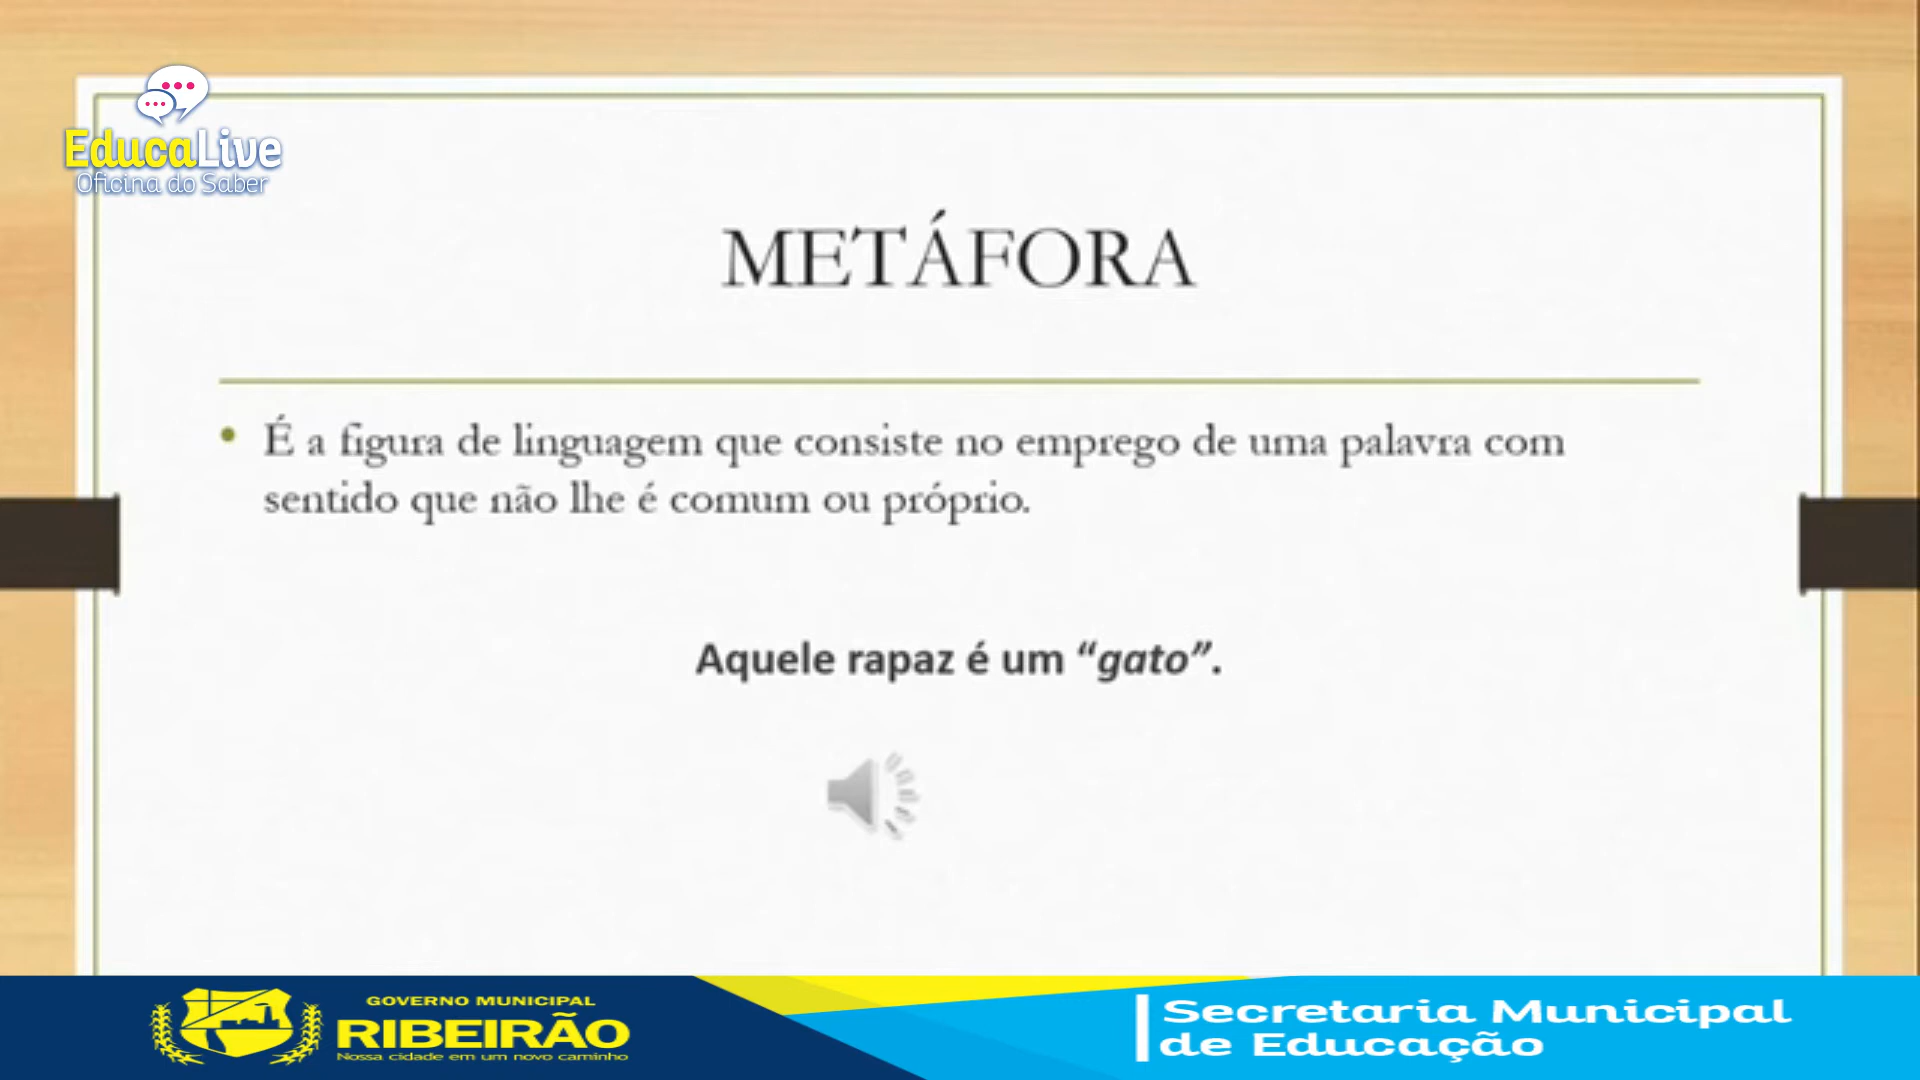 EducaLive
Oficina do Saber
METÁFORA
• É a figura de linguagem que consiste no emprego de uma palavra com
sentido que não lhe é comum ou próprio.
Aquele rapaz é um “gato”.
GOVERNO MUNICIPAL
RIBEIRÃO
Nossa cidade em um novo caminho
Secretaria Municipal
de Educação